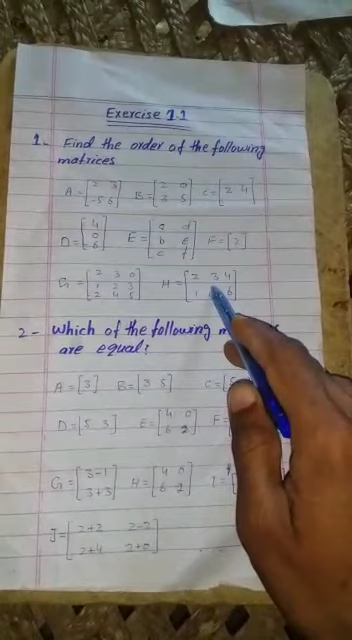 Exercise 1.1
1- Find the order of the following
matrices
A = [2 3 B = [2 0 C = [2 4]
-5 6] 3 5]
D = [4 E = [a d F = [2]
0 b e
6] c f]
G = [2 3 0 H = [2 3 4
1 2 3 1 6]
2 4 5]
2- Which of the following
are equal:
A = [3] B = [3 5] C = [5
D = [5 3] E = [4 0 F =
6 2]
G = [3-1 H = [4 0 I = [
3+3] 6 2]
J = [2+2 2-2
2+4 2+0]